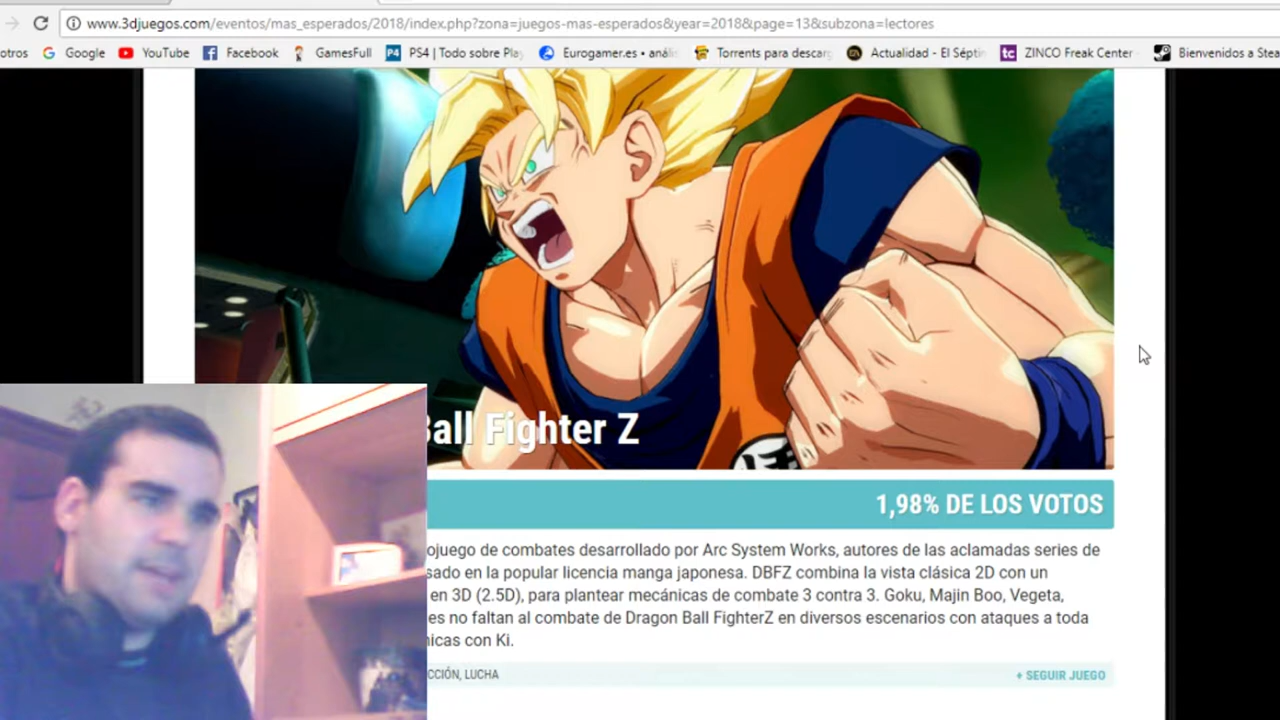 www.3djuegos.com/eventos/mas_esperados/2018/index.php?zona=juegos-mas-esperados&year=2018&page=13&subzona=lectores
otros Google YouTube Facebook GamesFull PS4 | Todo sobre Play Eurogamer.es • anális Torrents para descarg Actualidad - El Séptim ZINCO Freak Center Bienvenidos a Stea
Ball Fighter Z
1,98% DE LOS VOTOS
ojuego de combates desarrollado por Arc System Works, autores de las aclamadas series de
sado en la popular licencia manga japonesa. DBFZ combina la vista clásica 2D con un
en 3D (2.5D), para plantear mecánicas de combate 3 contra 3. Goku, Majin Boo, Vegeta,
es no faltan al combate de Dragon Ball FighterZ en diversos escenarios con ataques a toda
nicas con Ki.
CCIÓN, LUCHA
+ SEGUIR JUEGO